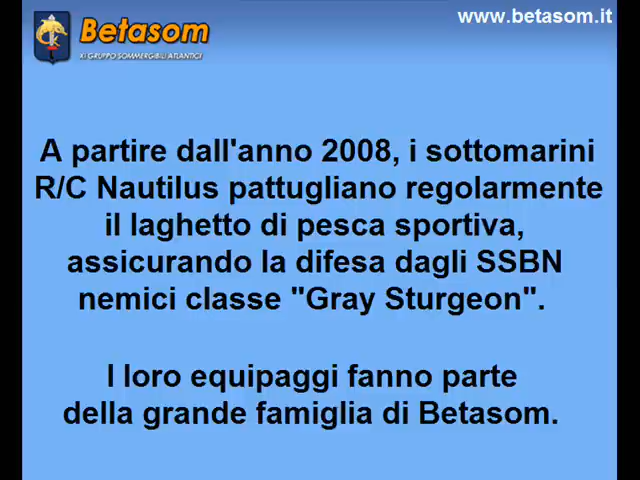 www.betasom.it
Betasom
XI GRUPPO SOMMERGIBILI ATLANTICI
A partire dall'anno 2008, i sottomarini
R/C Nautilus pattugliano regolarmente
il laghetto di pesca sportiva,
assicurando la difesa dagli SSBN
nemici classe "Gray Sturgeon".
I loro equipaggi fanno parte
della grande famiglia di Betasom.